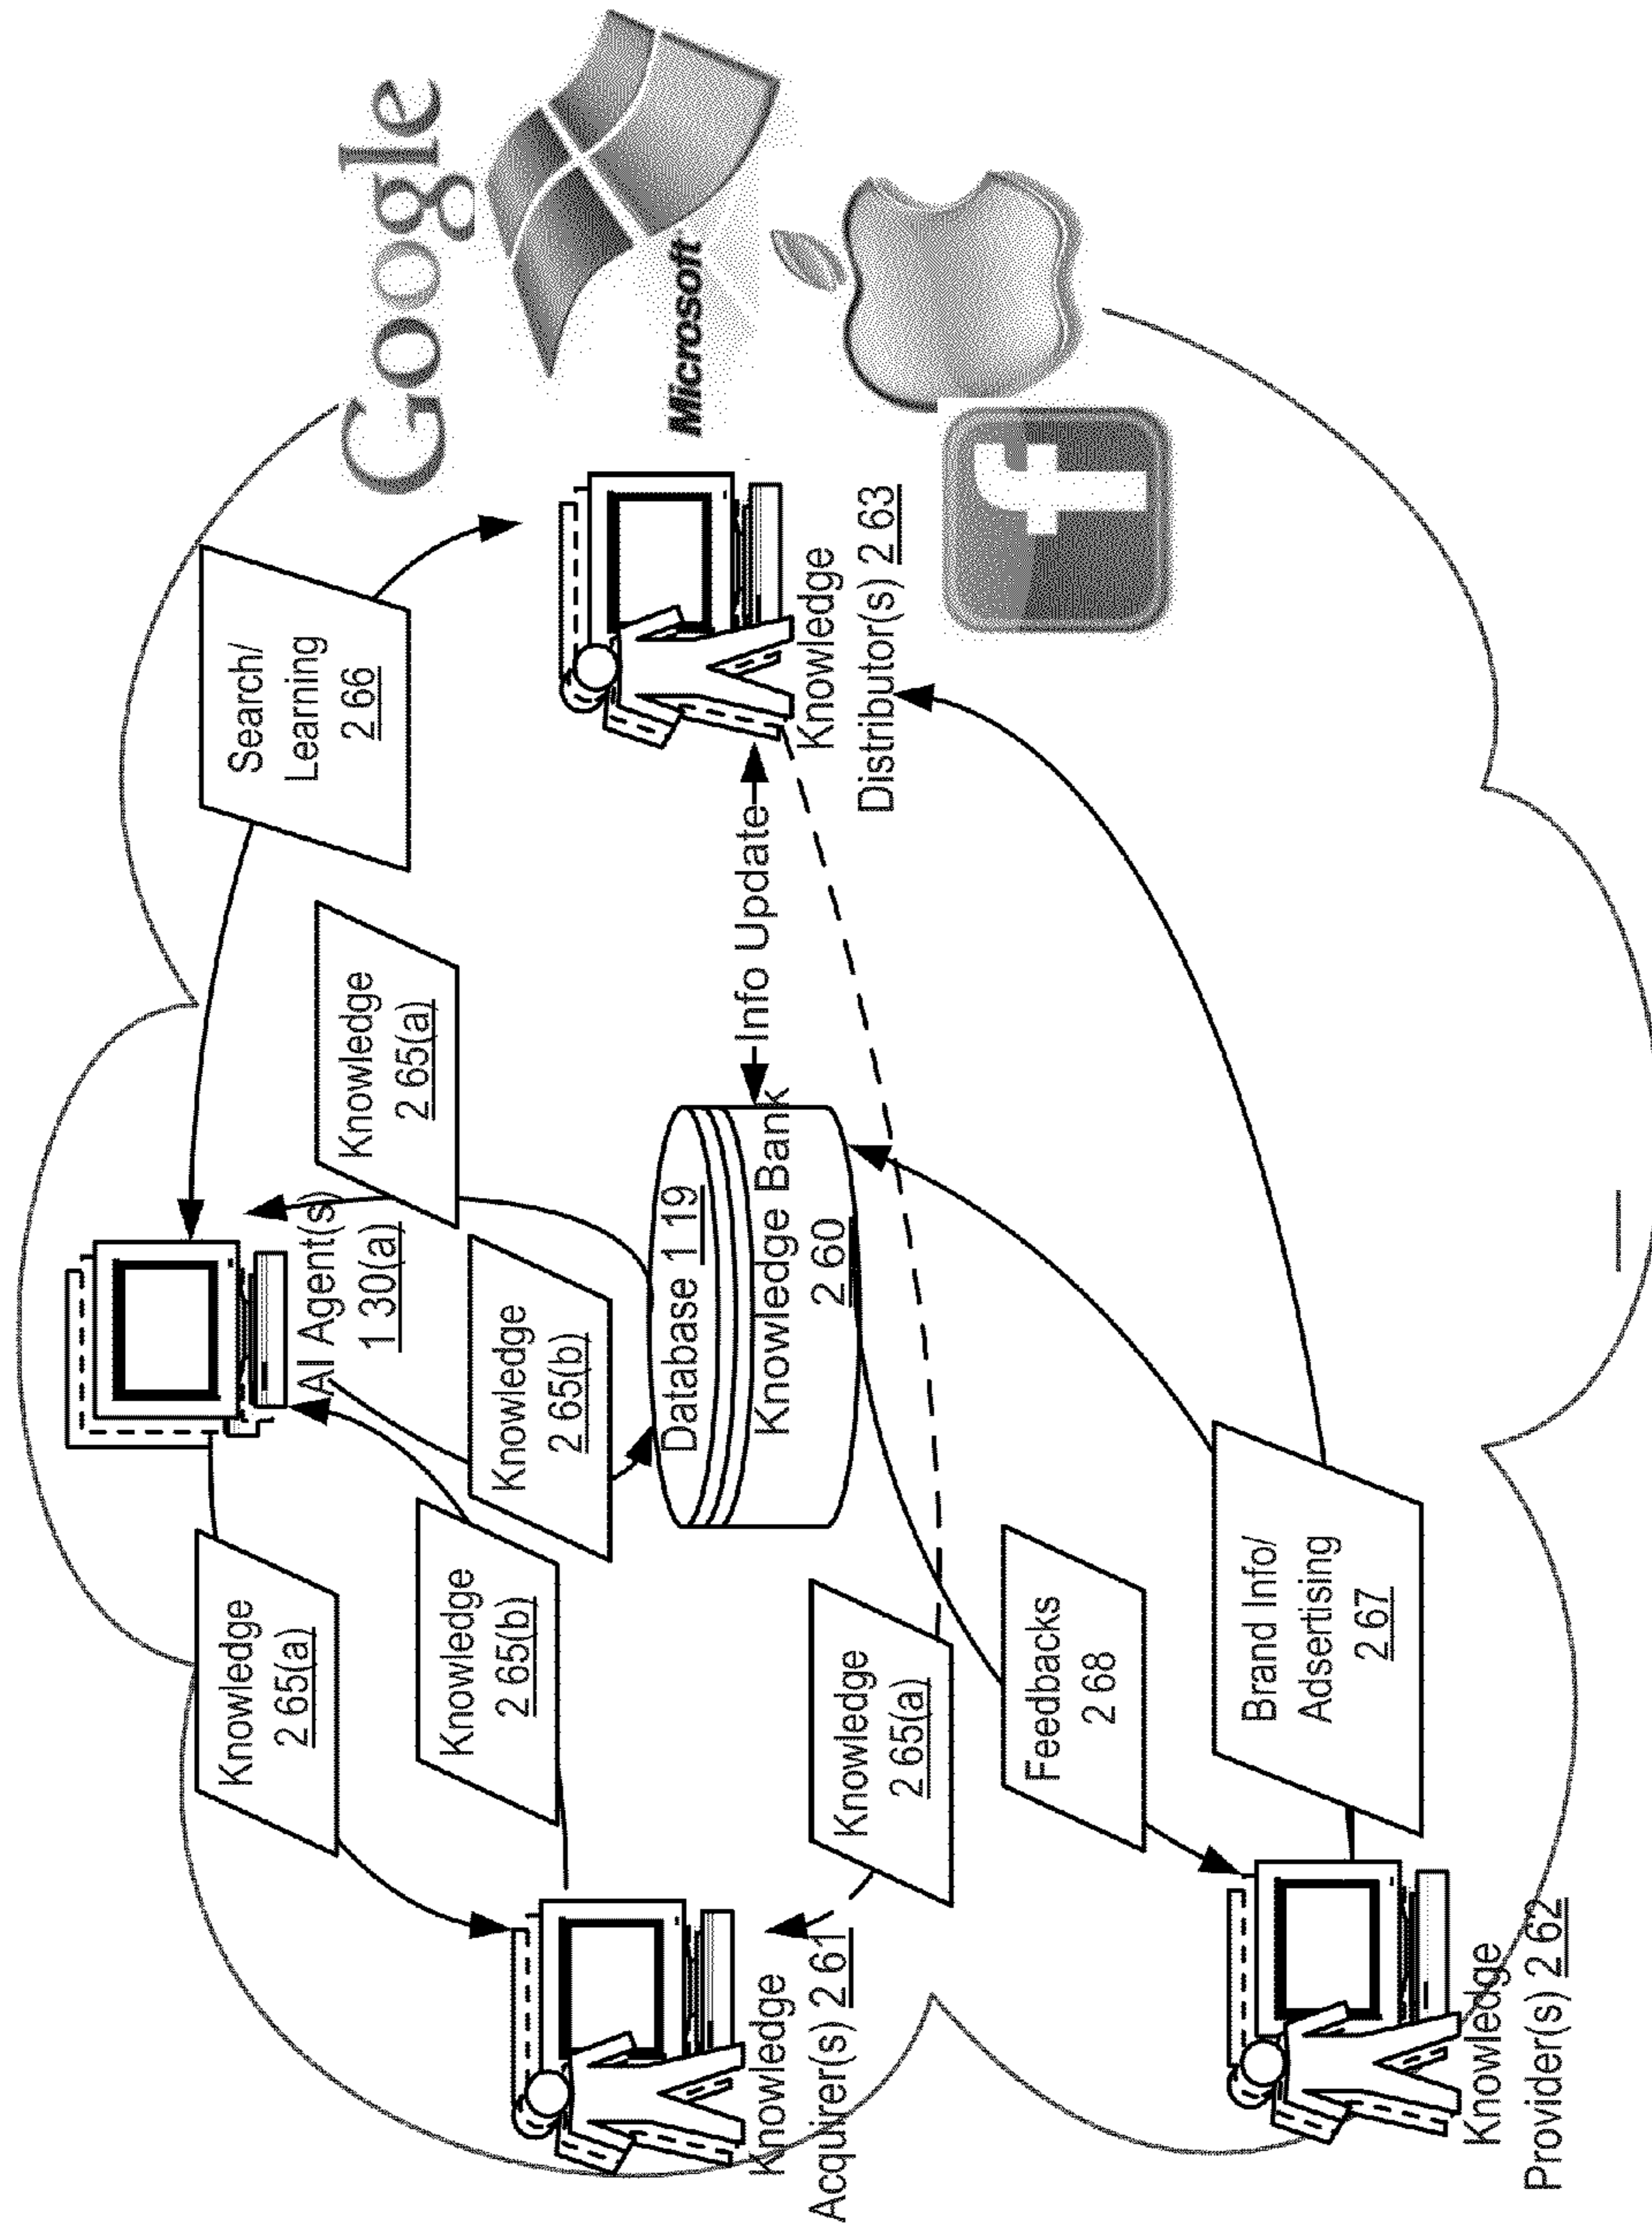 Knowledge
2 65(a)
AI Agent(s)
1 30(a)
Search/
Learning
2 66
Knowledge
2 65(a)
Google
Knowledge
2 65(b)
Knowledge
2 65(b)
Microsoft
Database 1 19
Knowledge Bank
2 60
Info Update
Knowledge
Distributor(s) 2 63
f
Knowledge
Acquirer(s) 2 61
Knowledge
2 65(a)
Feedbacks
2 68
Brand Info/
Adsertising
2 67
Knowledge
Provider(s) 2 62